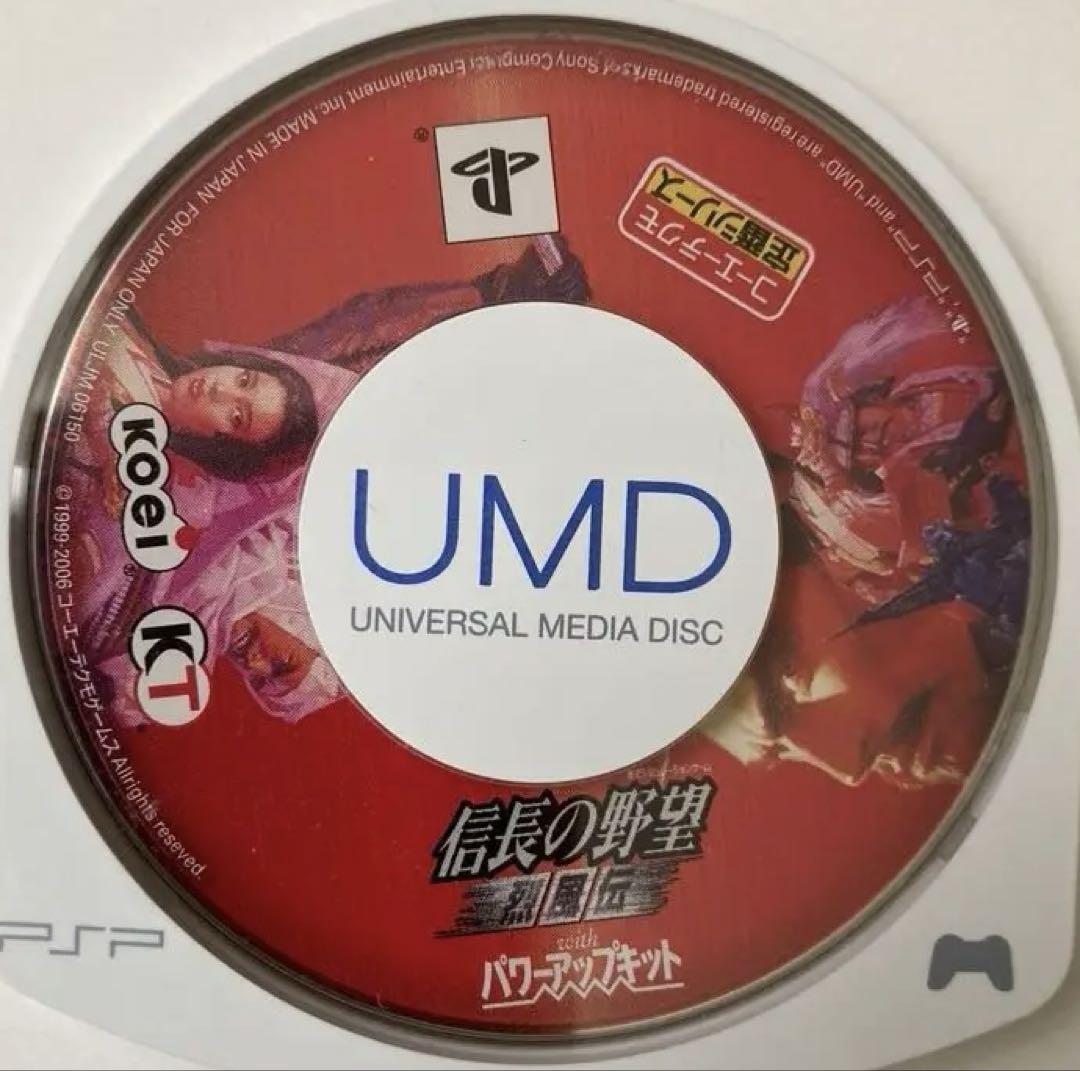 UMD
UNIVERSAL MEDIA DISC
信長の野望
烈風伝
with
パワーアップキット
コーエーテクモ
定番シリーズ
KOEI
®
KT
®
"PSP" and "UMD" are registered trademarks of Sony Computer Entertainment Inc. MADE IN JAPAN FOR JAPAN ONLY ULJM 06150
© 1999-2006 コーエーテクモゲームス Allrights reseved.
PSP